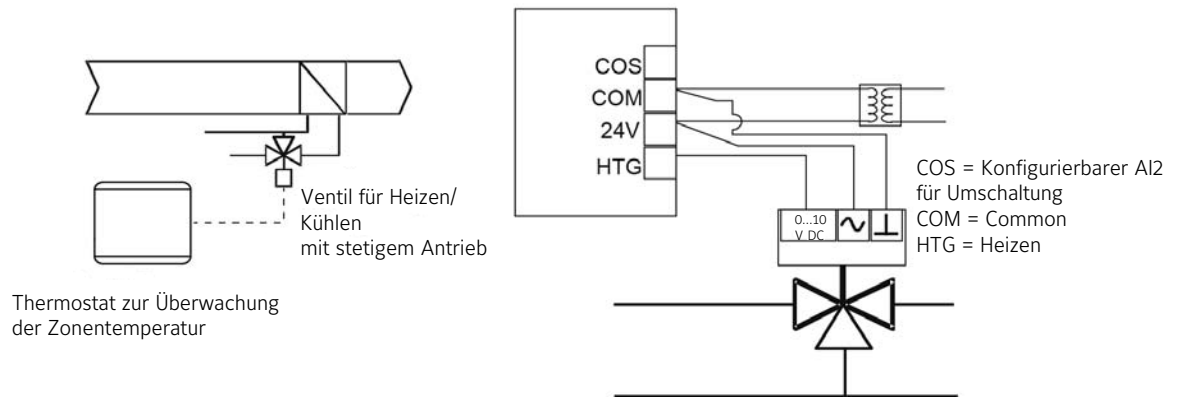 Ventil für Heizen/
Kühlen
mit stetigem Antrieb
Thermostat zur Überwachung
der Zonentemperatur
COS
COM
24V
HTG
0...10
V DC
COS = Konfigurierbarer AI2
für Umschaltung
COM = Common
HTG = Heizen